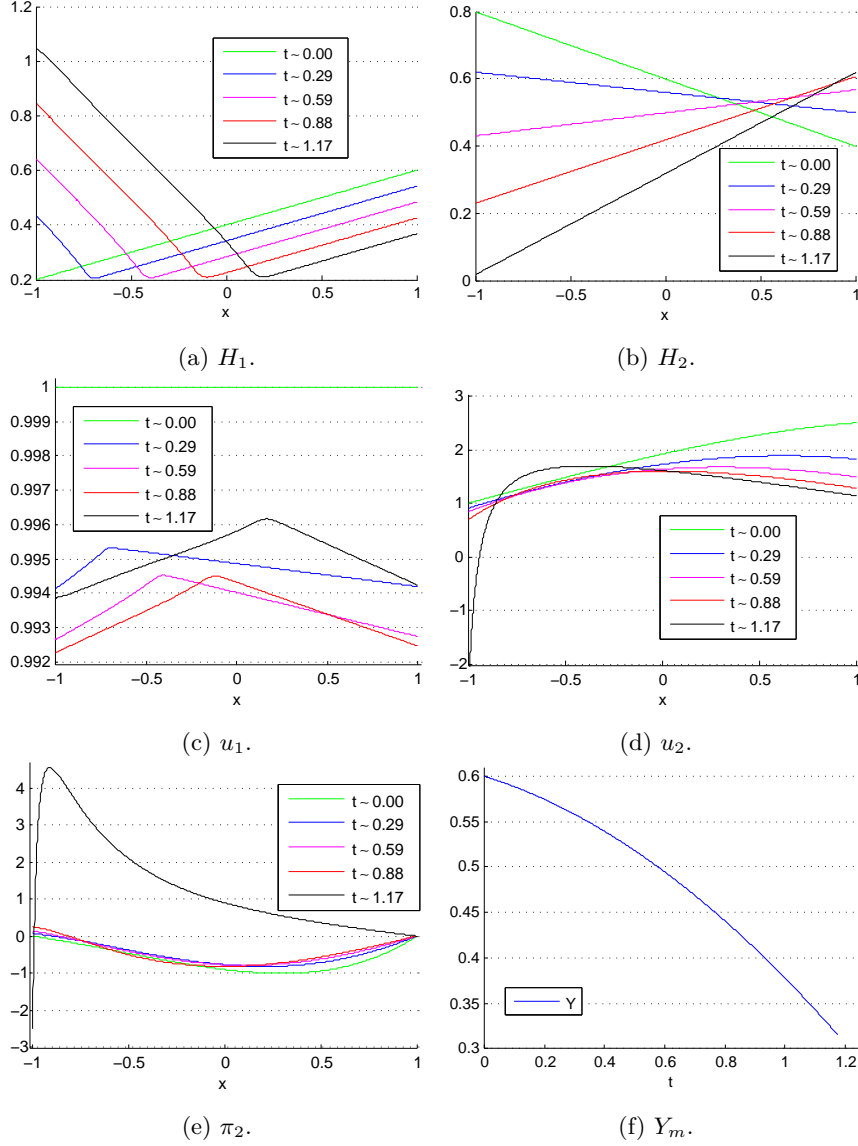 1.2
1
0.8
0.6
0.4
0.2
−1
−0.5
0
0.5
1
x
t ~ 0.00
t ~ 0.29
t ~ 0.59
t ~ 0.88
t ~ 1.17
(a) H1.
0.8
0.6
0.4
0.2
0
−1
−0.5
0
0.5
1
x
t ~ 0.00
t ~ 0.29
t ~ 0.59
t ~ 0.88
t ~ 1.17
(b) H2.
1
0.999
0.998
0.997
0.996
0.995
0.994
0.993
0.992
−1
−0.5
0
0.5
1
x
t ~ 0.00
t ~ 0.29
t ~ 0.59
t ~ 0.88
t ~ 1.17
(c) u1.
3
2
1
0
−1
−2
−1
−0.5
0
0.5
1
x
t ~ 0.00
t ~ 0.29
t ~ 0.59
t ~ 0.88
t ~ 1.17
(d) u2.
4
3
2
1
0
−1
−2
−3
−1
−0.5
0
0.5
1
x
t ~ 0.00
t ~ 0.29
t ~ 0.59
t ~ 0.88
t ~ 1.17
(e) π2.
0.6
0.55
0.5
0.45
0.4
0.35
0.3
0
0.2
0.4
0.6
0.8
1
1.2
t
Y
(f) Ym.